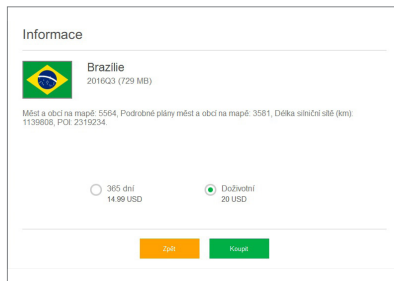 Informace
Brazílie
2016Q3 (729 MB)
Měst a obcí na mapě: 5564, Podrobné plány měst a obcí na mapě: 3581, Délka silniční sítě (km):
1139808, POI: 2319234.
365 dní
14.99 USD
Doživotní
20 USD
Zpět
Koupit